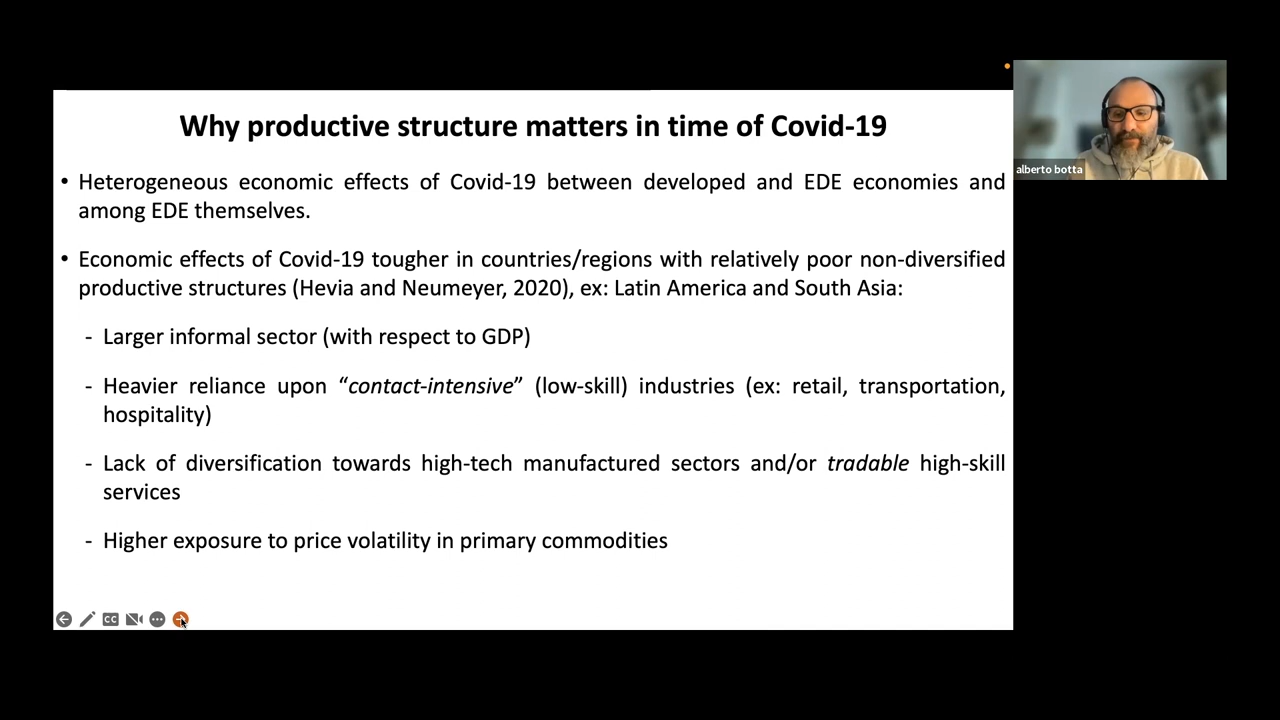 Why productive structure matters in time of Covid-19
• Heterogeneous economic effects of Covid-19 between developed and EDE economies and
among EDE themselves.
• Economic effects of Covid-19 tougher in countries/regions with relatively poor non-diversified
productive structures (Hevia and Neumeyer, 2020), ex: Latin America and South Asia:
- Larger informal sector (with respect to GDP)
- Heavier reliance upon “contact-intensive” (low-skill) industries (ex: retail, transportation,
hospitality)
- Lack of diversification towards high-tech manufactured sectors and/or tradable high-skill
services
- Higher exposure to price volatility in primary commodities
CC
alberto botta